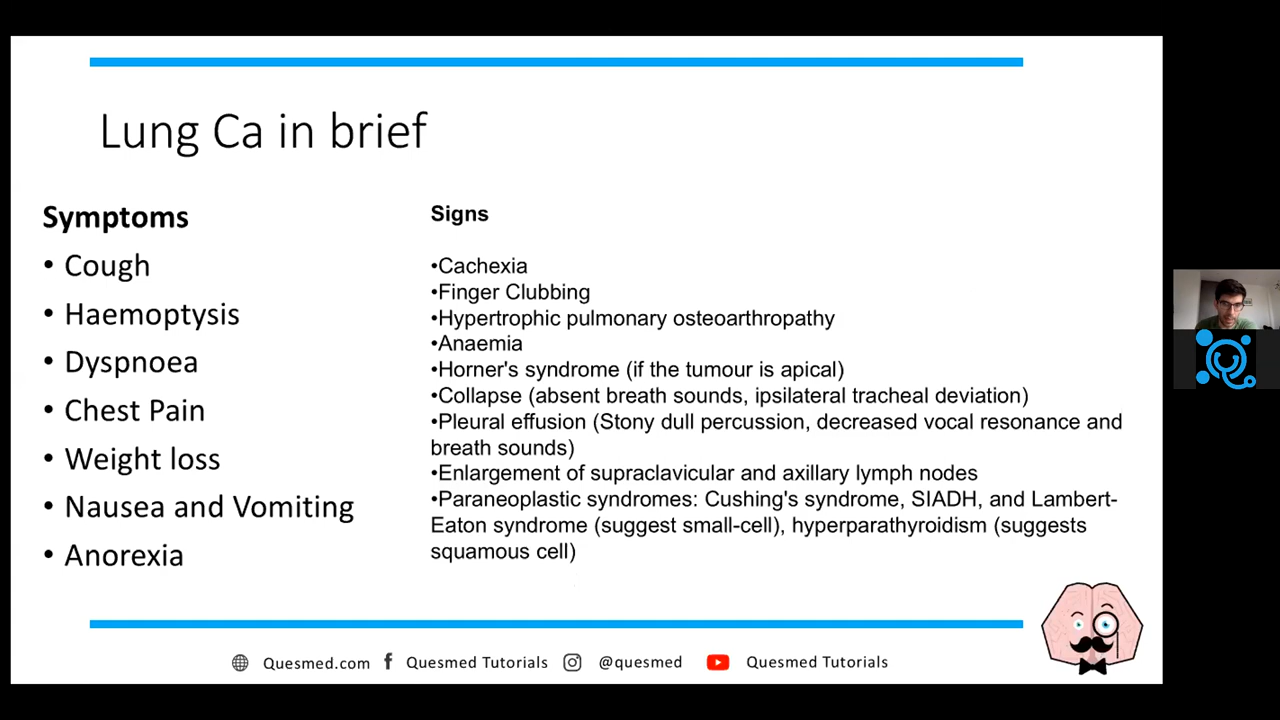 Lung Ca in brief
Symptoms
• Cough
• Haemoptysis
• Dyspnoea
• Chest Pain
• Weight loss
• Nausea and Vomiting
• Anorexia
Signs
•Cachexia
•Finger Clubbing
•Hypertrophic pulmonary osteoarthropathy
•Anaemia
•Horner's syndrome (if the tumour is apical)
•Collapse (absent breath sounds, ipsilateral tracheal deviation)
•Pleural effusion (Stony dull percussion, decreased vocal resonance and
breath sounds)
•Enlargement of supraclavicular and axillary lymph nodes
•Paraneoplastic syndromes: Cushing's syndrome, SIADH, and Lambert-
Eaton syndrome (suggest small-cell), hyperparathyroidism (suggests
squamous cell)
Quesmed.com Quesmed Tutorials @quesmed Quesmed Tutorials